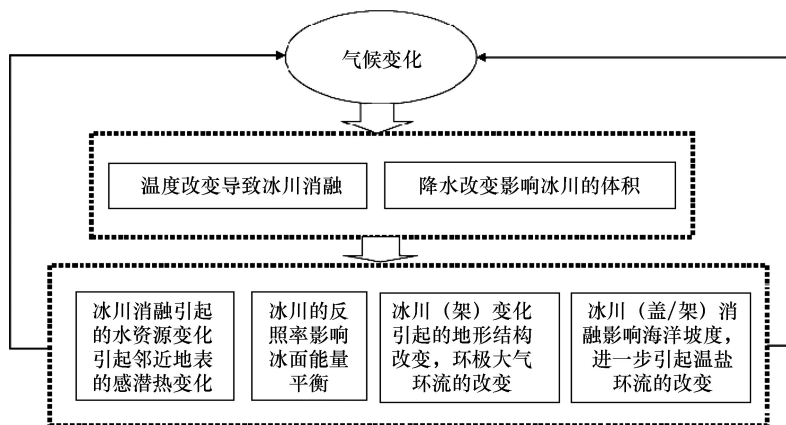 气候变化
温度改变导致冰川消融
降水改变影响冰川的体积
冰川消融引起
的水资源变化
引起邻近地表
的感潜热变化
冰川的反
照率影响
冰面能量
平衡
冰川（架）变化
引起的地形结构
改变，环极大气
环流的改变
冰川（盖/架）消
融影响海洋坡度，
进一步引起温盐
环流的改变